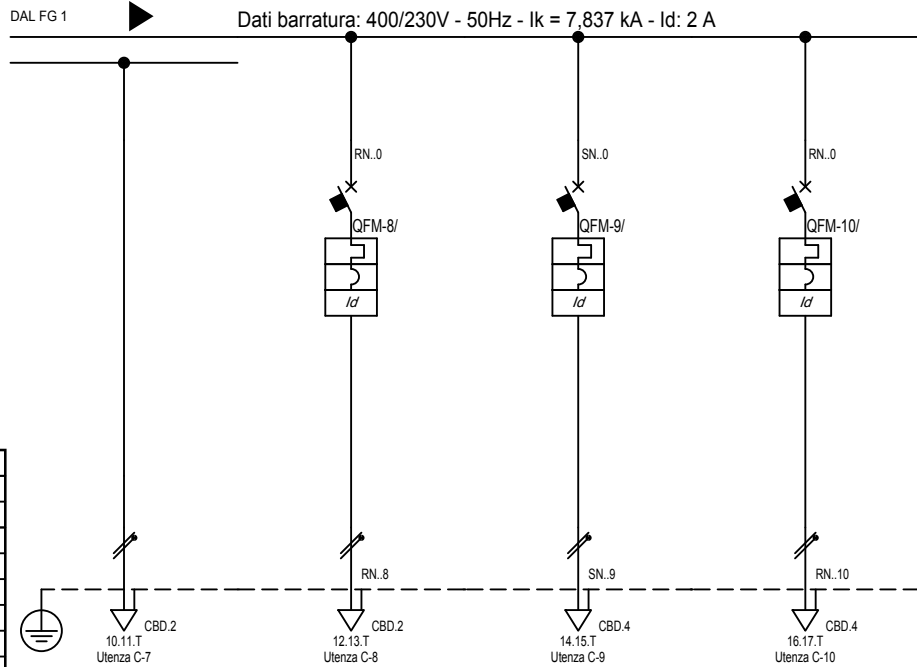 DAL FG 1
Dati barratura: 400/230V - 50Hz - Ik = 7,837 kA - Id: 2 A
RN..0
SN..0
RN..0
QFM-8/
QFM-9/
QFM-10/
Id
Id
Id
RN..8
SN..9
RN..10
CBD.2
CBD.2
CBD.4
CBD.4
10.11.T
12.13.T
14.15.T
16.17.T
Utenza C-7
Utenza C-8
Utenza C-9
Utenza C-10